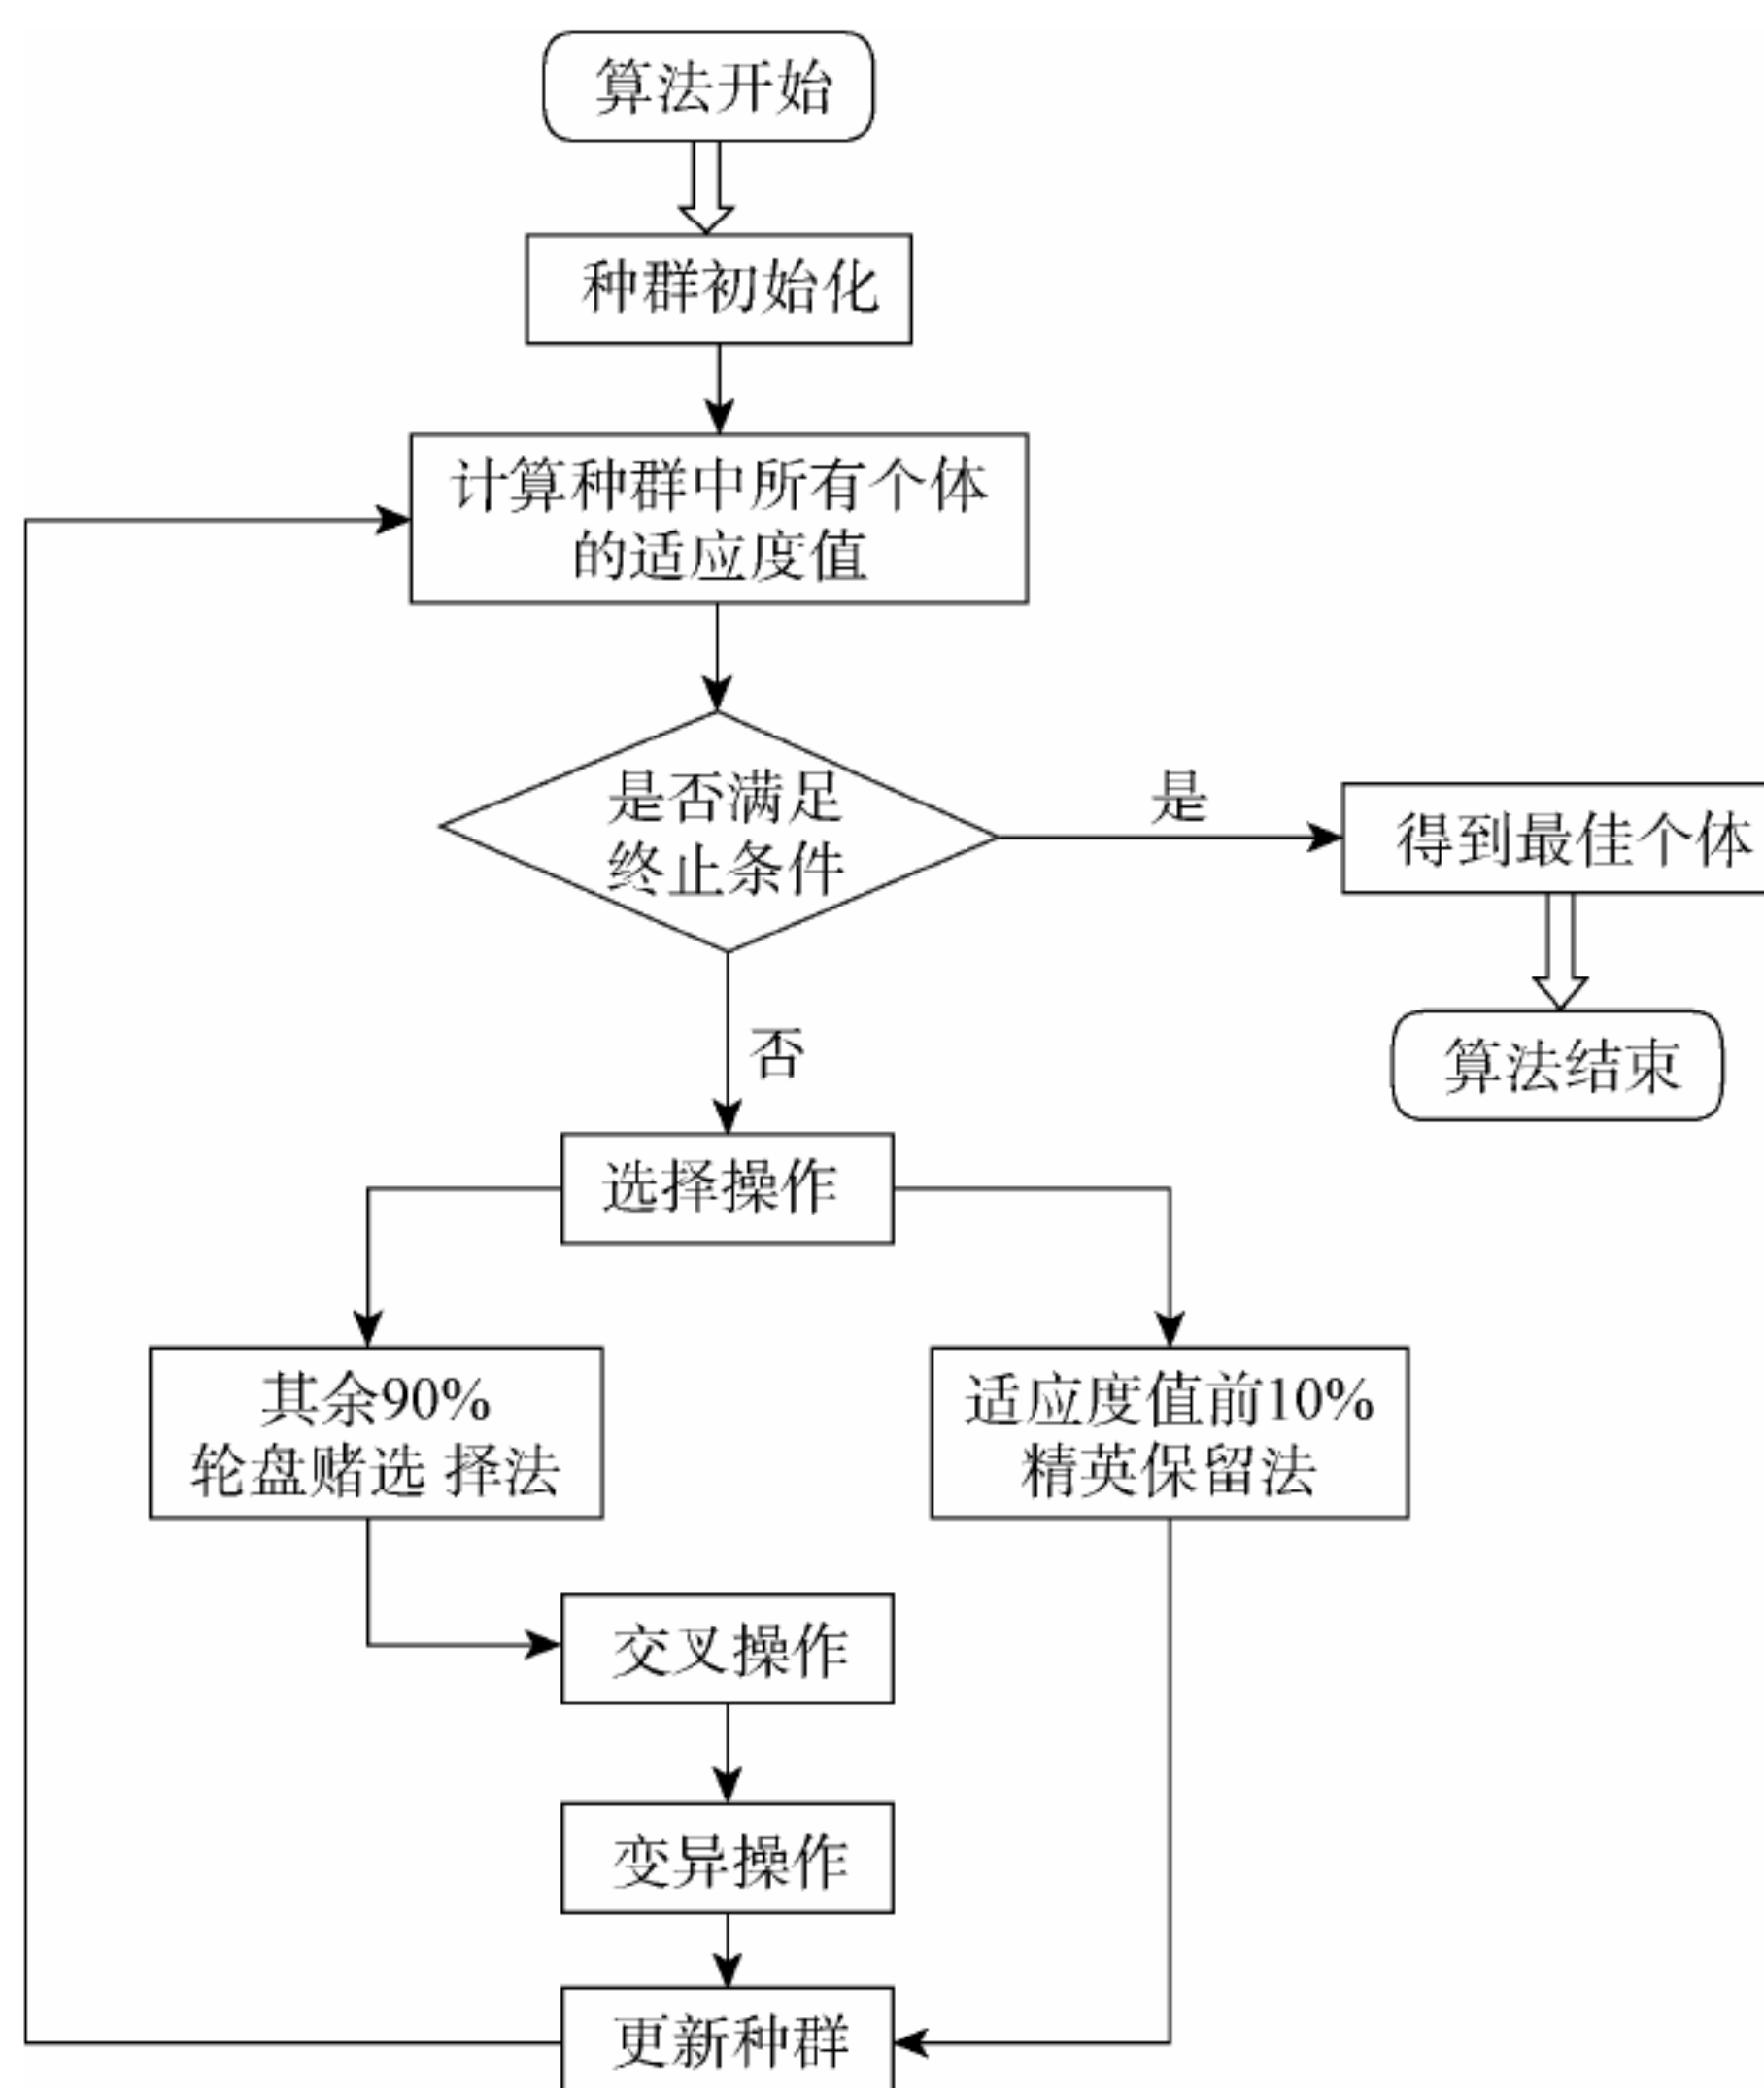 算法开始
种群初始化
计算种群中所有个体
的适应度值
是否满足
终止条件
是
得到最佳个体
算法结束
否
选择操作
其余90%
轮盘赌选 择法
适应度值前10%
精英保留法
交叉操作
变异操作
更新种群